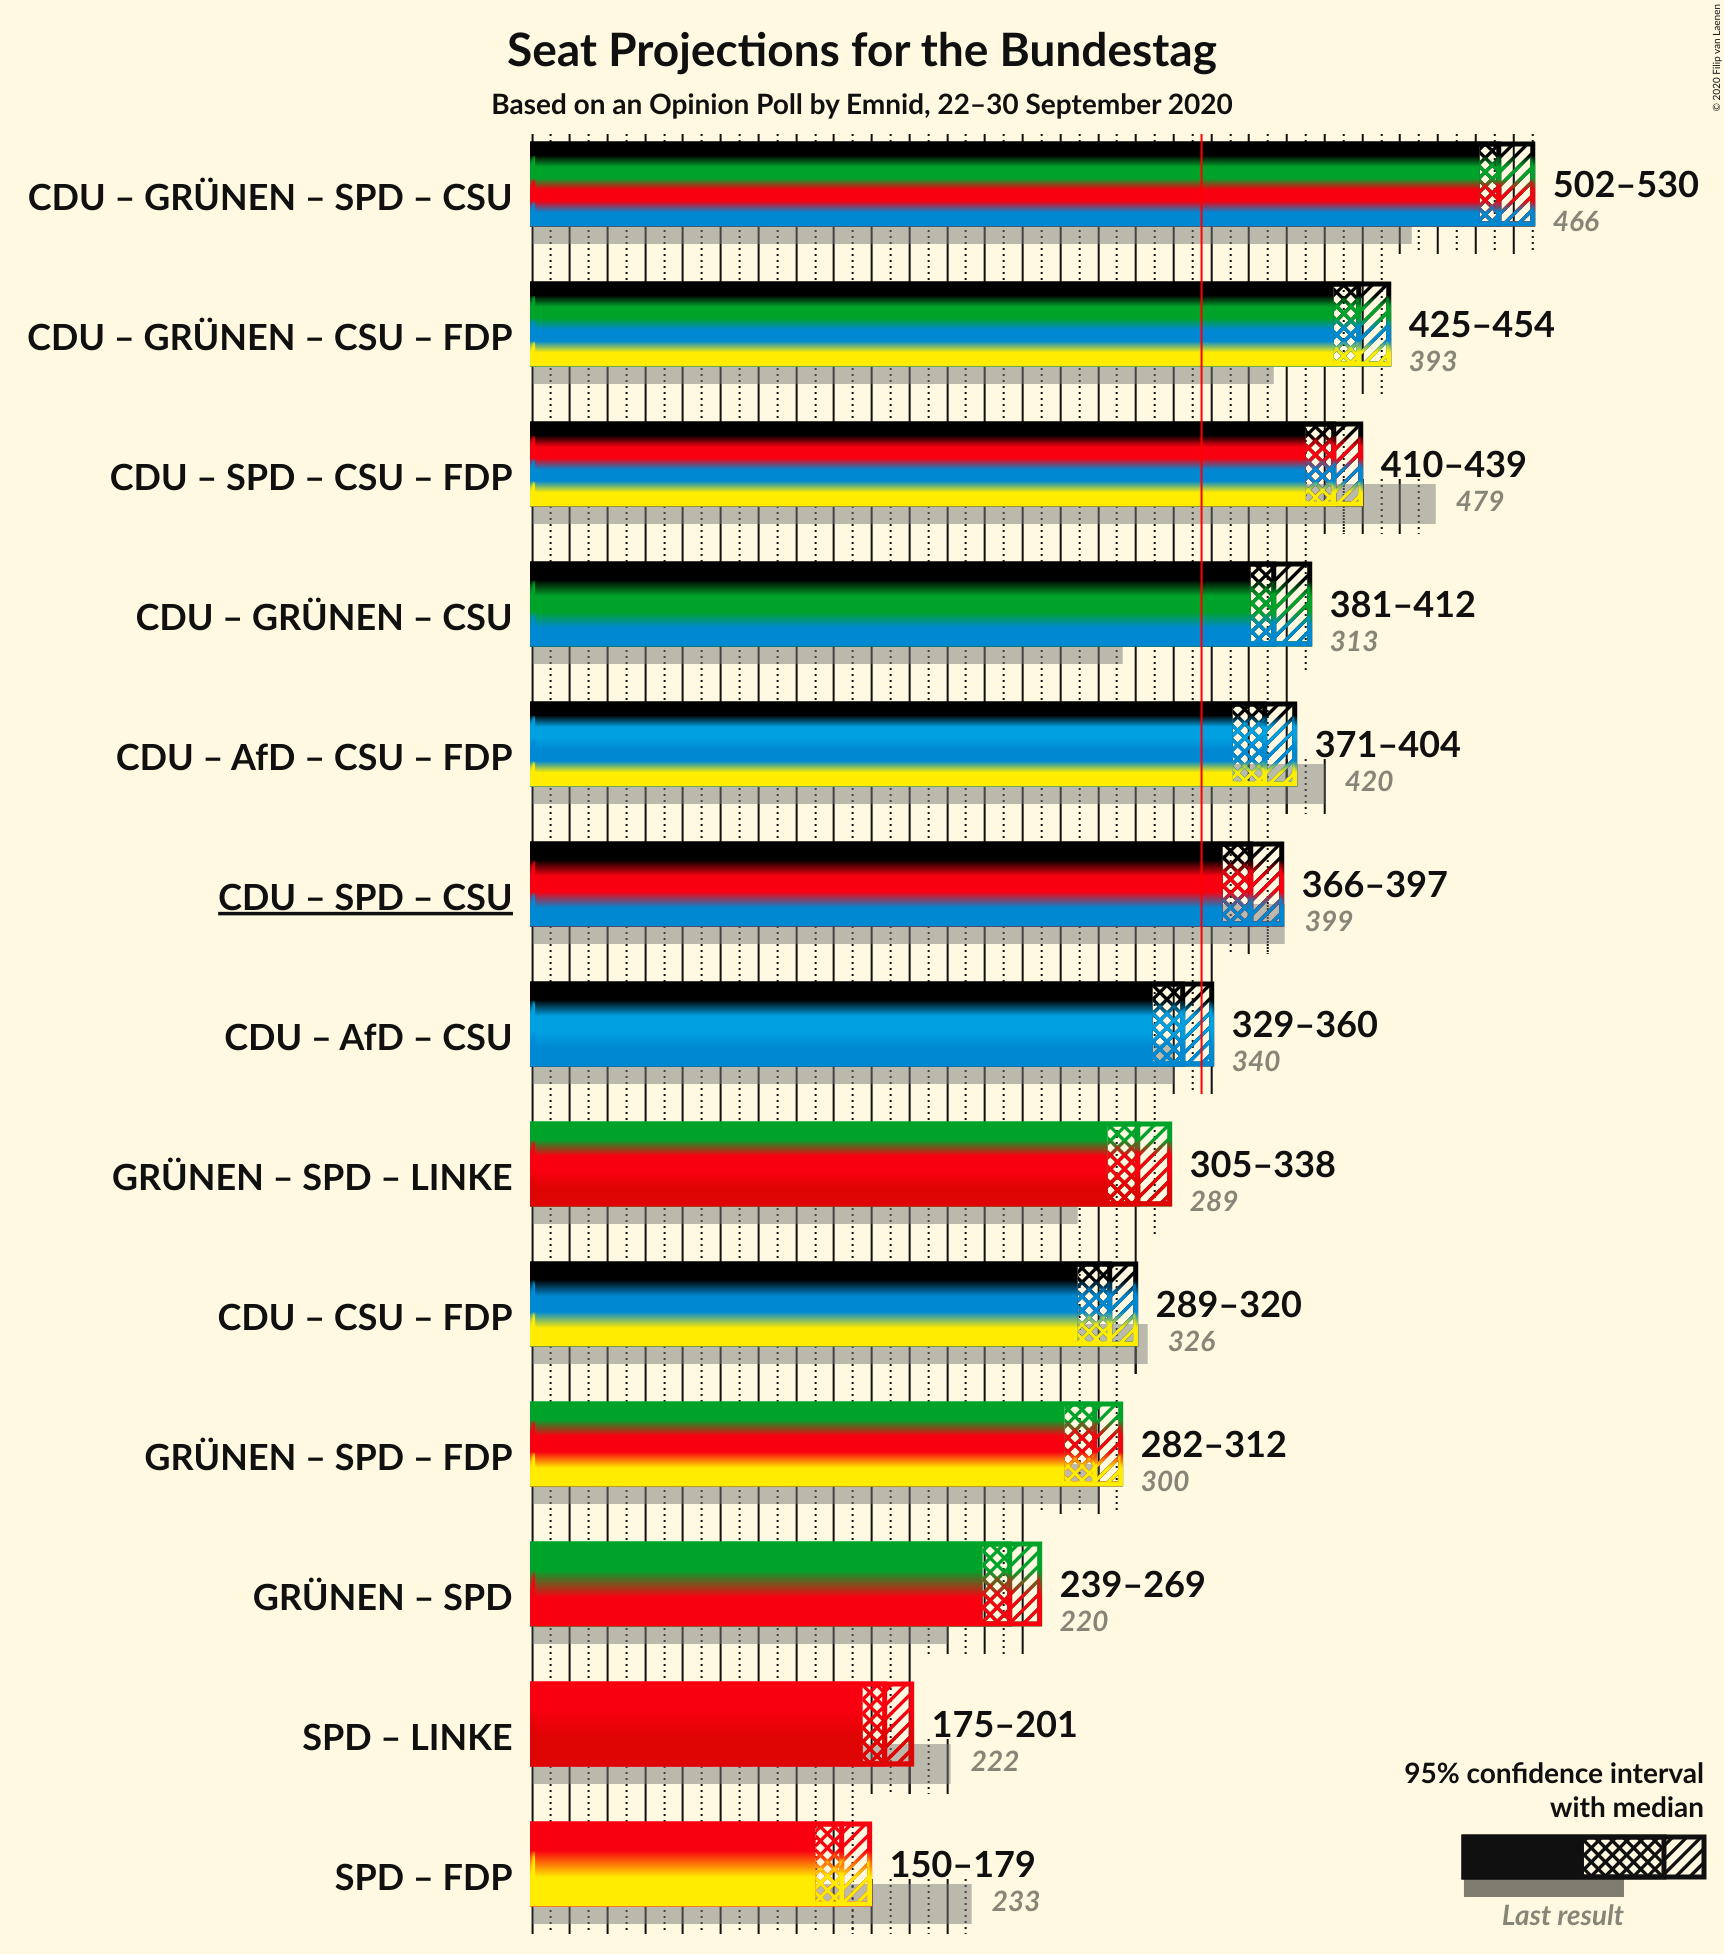 Seat Projections for the Bundestag
Based on an Opinion Poll by Emnid, 22–30 September 2020
© 2020 Filip van Laenen
CDU – GRÜNEN – SPD – CSU
502–530
466
CDU – GRÜNEN – CSU – FDP
425–454
393
CDU – SPD – CSU – FDP
410–439
479
CDU – GRÜNEN – CSU
381–412
313
CDU – AfD – CSU – FDP
371–404
420
CDU – SPD – CSU
366–397
399
CDU – AfD – CSU
329–360
340
GRÜNEN – SPD – LINKE
305–338
289
CDU – CSU – FDP
289–320
326
GRÜNEN – SPD – FDP
282–312
300
GRÜNEN – SPD
239–269
220
SPD – LINKE
175–201
222
SPD – FDP
150–179
233
95% confidence interval
with median
Last result